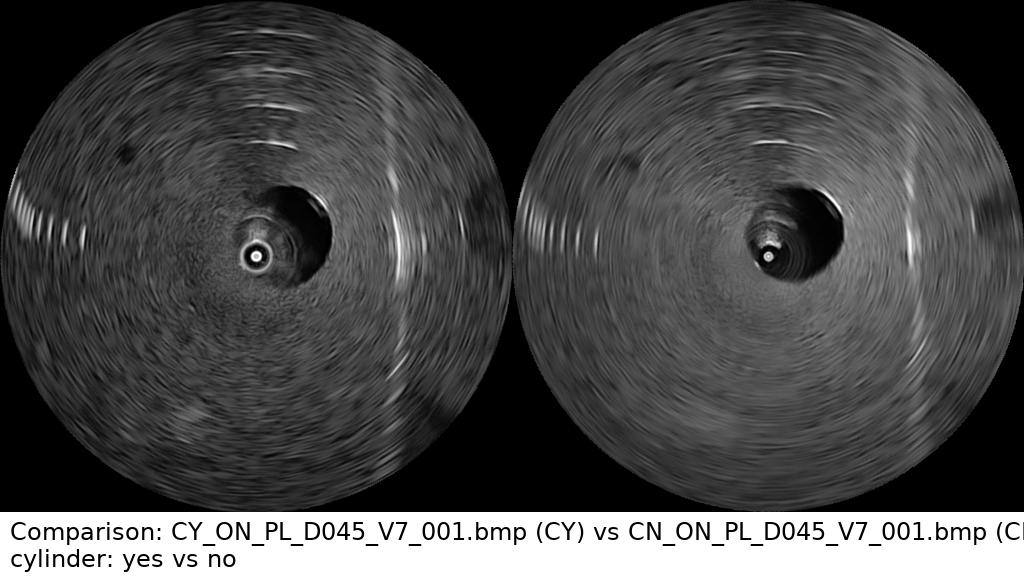 Comparison: CY_ON_PL_D045_V7_001.bmp (CY) vs CN_ON_PL_D045_V7_001.bmp
cylinder: yes vs no